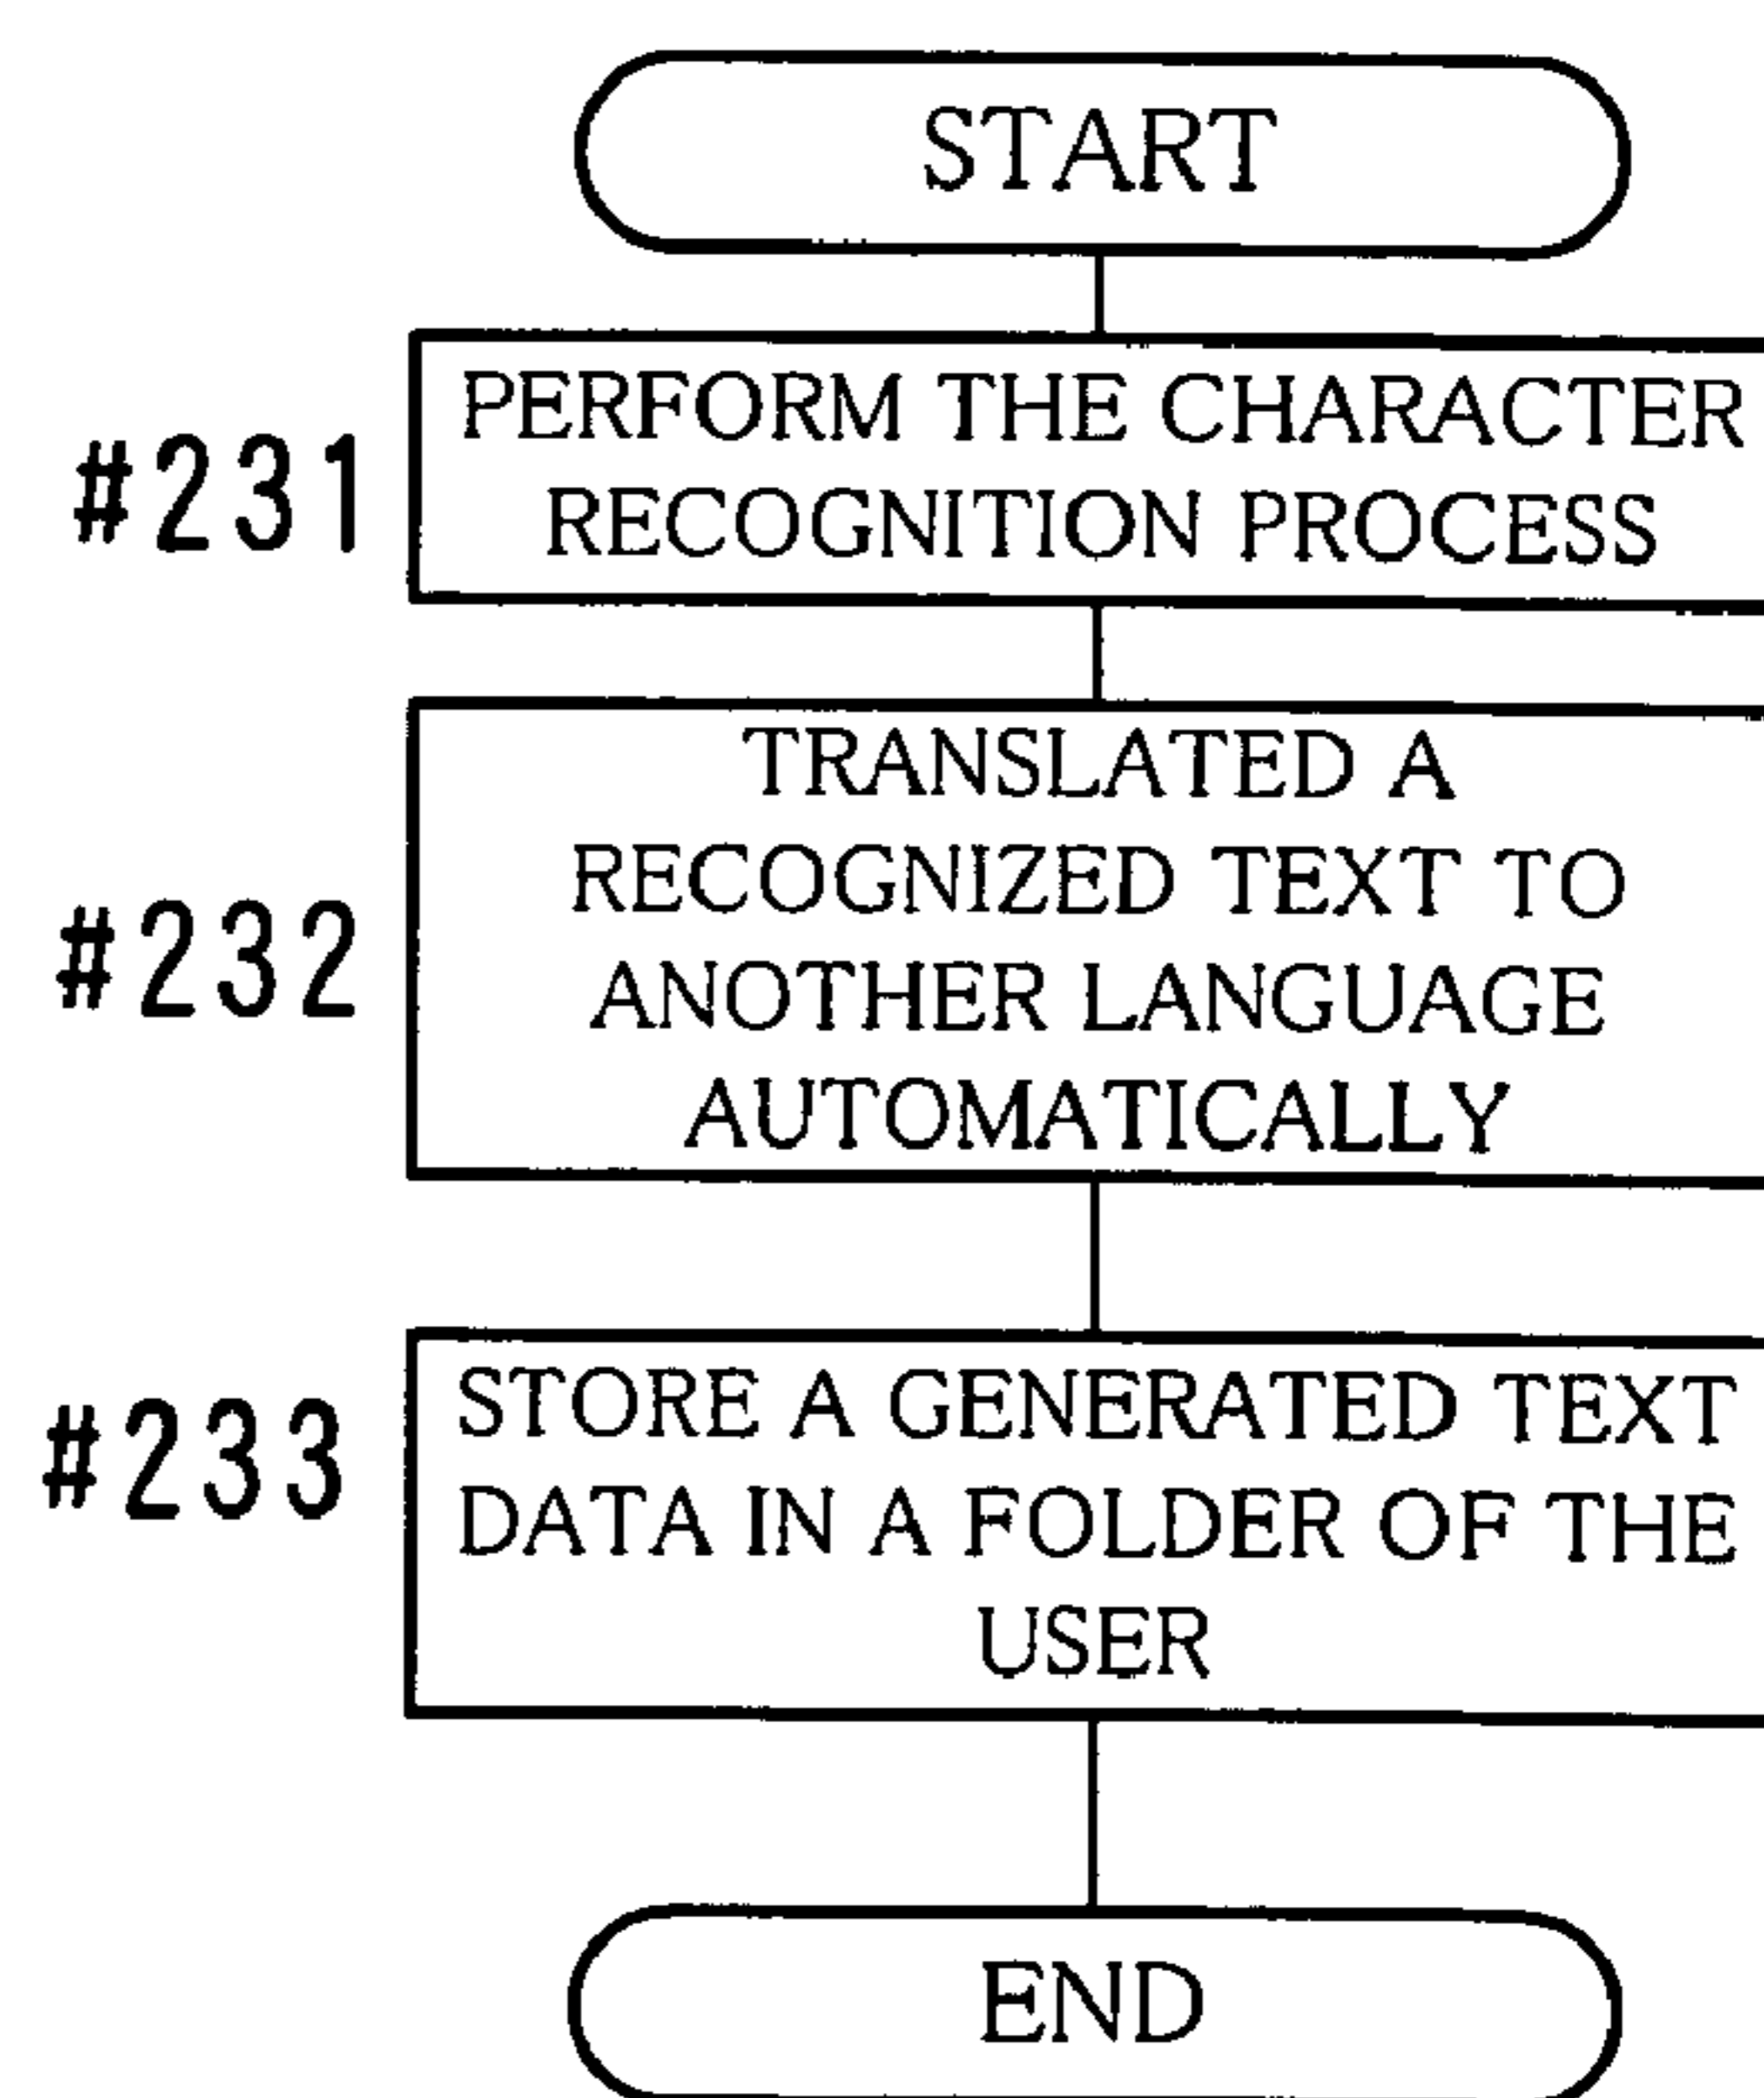 START
#231
PERFORM THE CHARACTER
RECOGNITION PROCESS
#232
TRANSLATED A
RECOGNIZED TEXT TO
ANOTHER LANGUAGE
AUTOMATICALLY
#233
STORE A GENERATED TEXT
DATA IN A FOLDER OF THE
USER
END